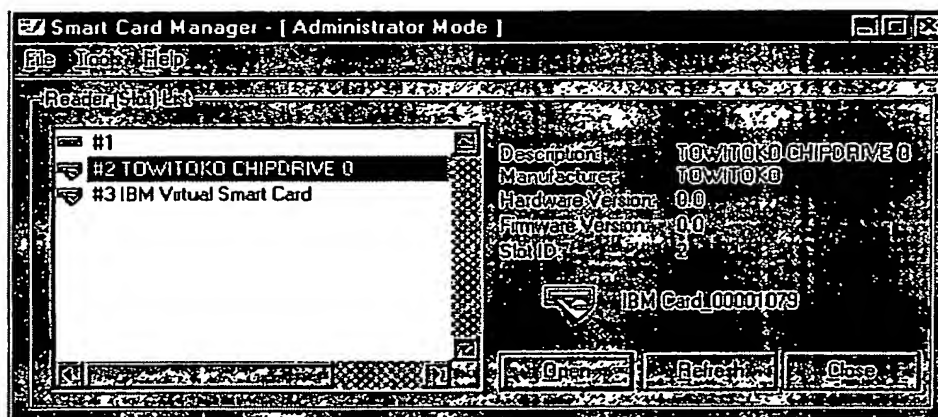 Smart Card Manager - [ Administrator Mode ]
File Tools Help
Reader (Slot) List
#1
#2 TOWITOKO CHIPDRIVE 0
#3 IBM Virtual Smart Card
Description: TOWITOKO CHIPDRIVE 0
Manufacturer: TOWITOKO
Hardware Version: 0.0
Firmware Version: 0.0
Slot ID: 2
IBM Card_00001079
Open Refresh Close